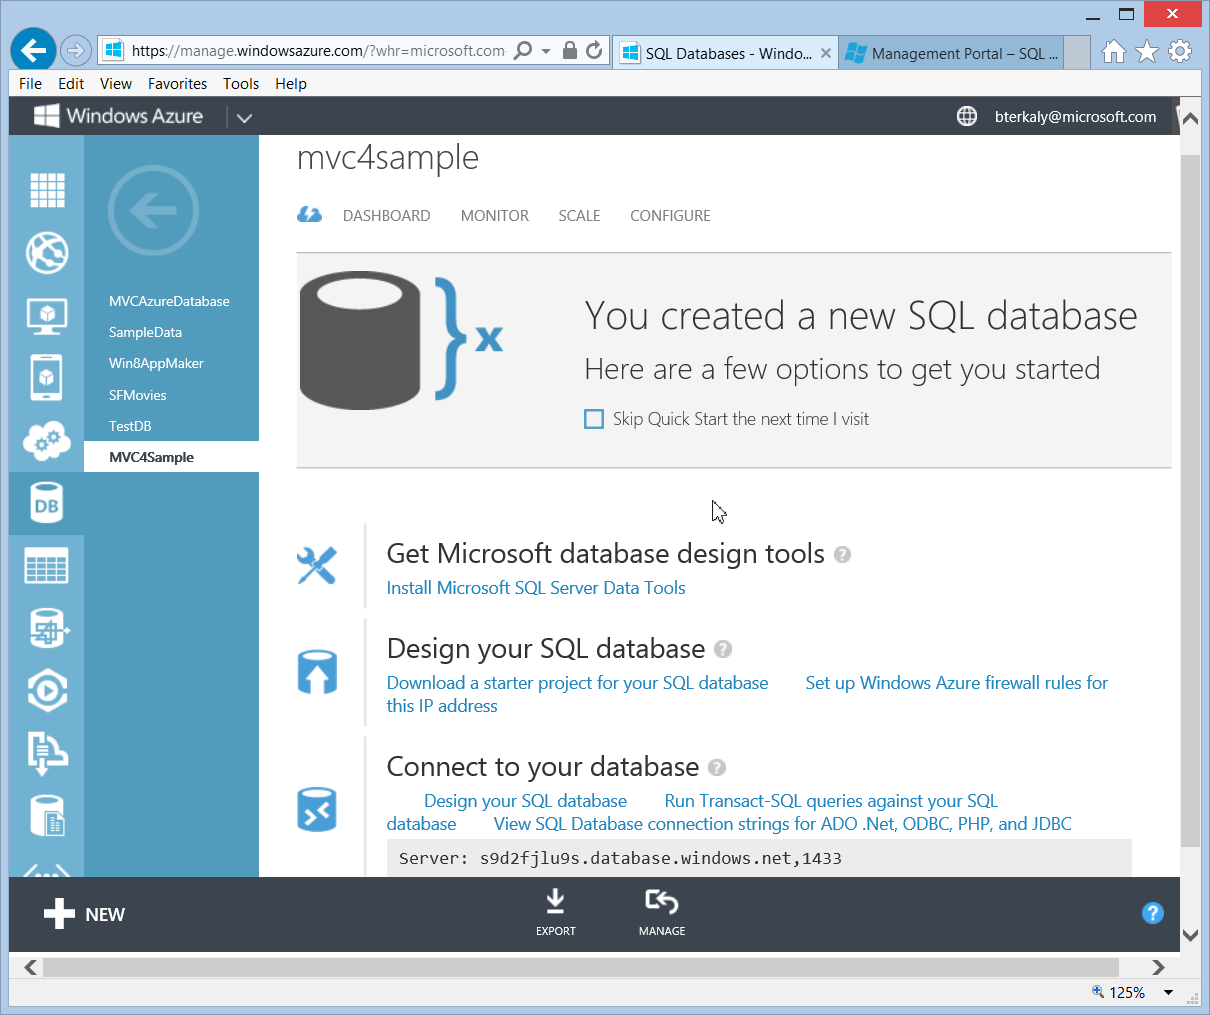 https://manage.windowsazure.com/?whr=microsoft.com
SQL Databases - Windo...
Management Portal – SQL ...
File Edit View Favorites Tools Help
Windows Azure
bterkaly@microsoft.com
mvc4sample
DASHBOARD MONITOR SCALE CONFIGURE
MVCAzureDatabase
SampleData
Win8AppMaker
SFMovies
TestDB
MVC4Sample
DB
x
You created a new SQL database
Here are a few options to get you started
Skip Quick Start the next time I visit
Get Microsoft database design tools ?
Install Microsoft SQL Server Data Tools
Design your SQL database ?
Download a starter project for your SQL database Set up Windows Azure firewall rules for
this IP address
Connect to your database ?
Design your SQL database Run Transact-SQL queries against your SQL
database View SQL Database connection strings for ADO .Net, ODBC, PHP, and JDBC
Server: s9d2fjlu9s.database.windows.net,1433
NEW
EXPORT
MANAGE
?
125%